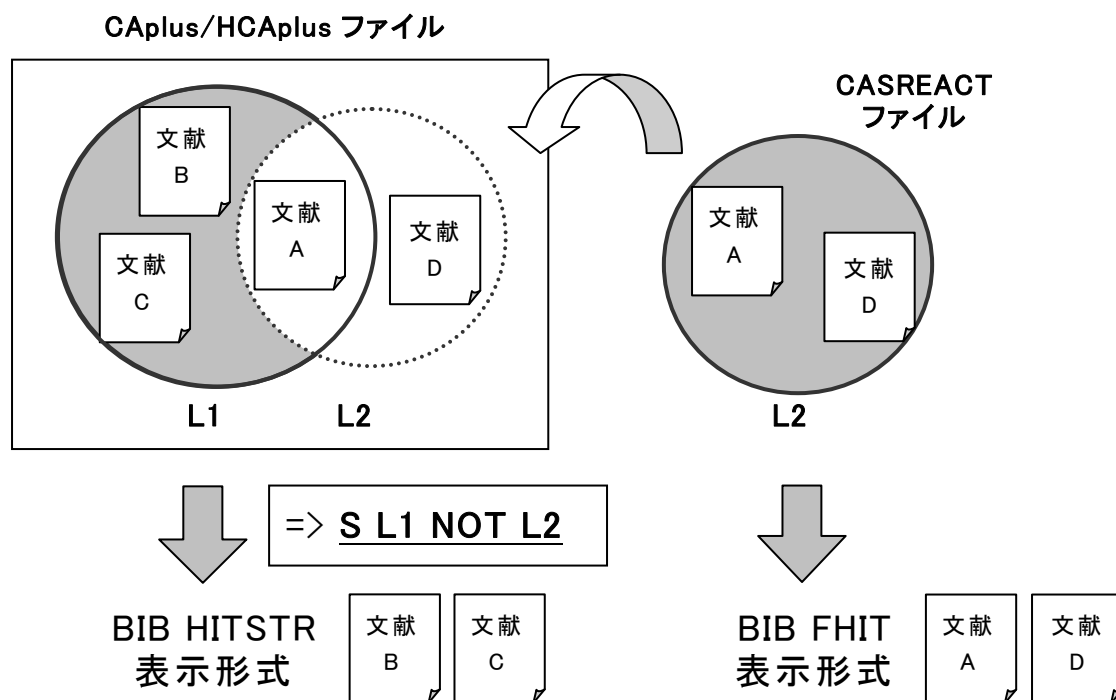 CAplus/HCAplus ファイル
文献
B
文献
C
文献
A
文献
D
L1
L2
CASREACT
ファイル
文献
A
文献
D
L2
=> S L1 NOT L2
BIB HITSTR
表示形式
文献
B
文献
C
BIB FHIT
表示形式
文献
A
文献
D